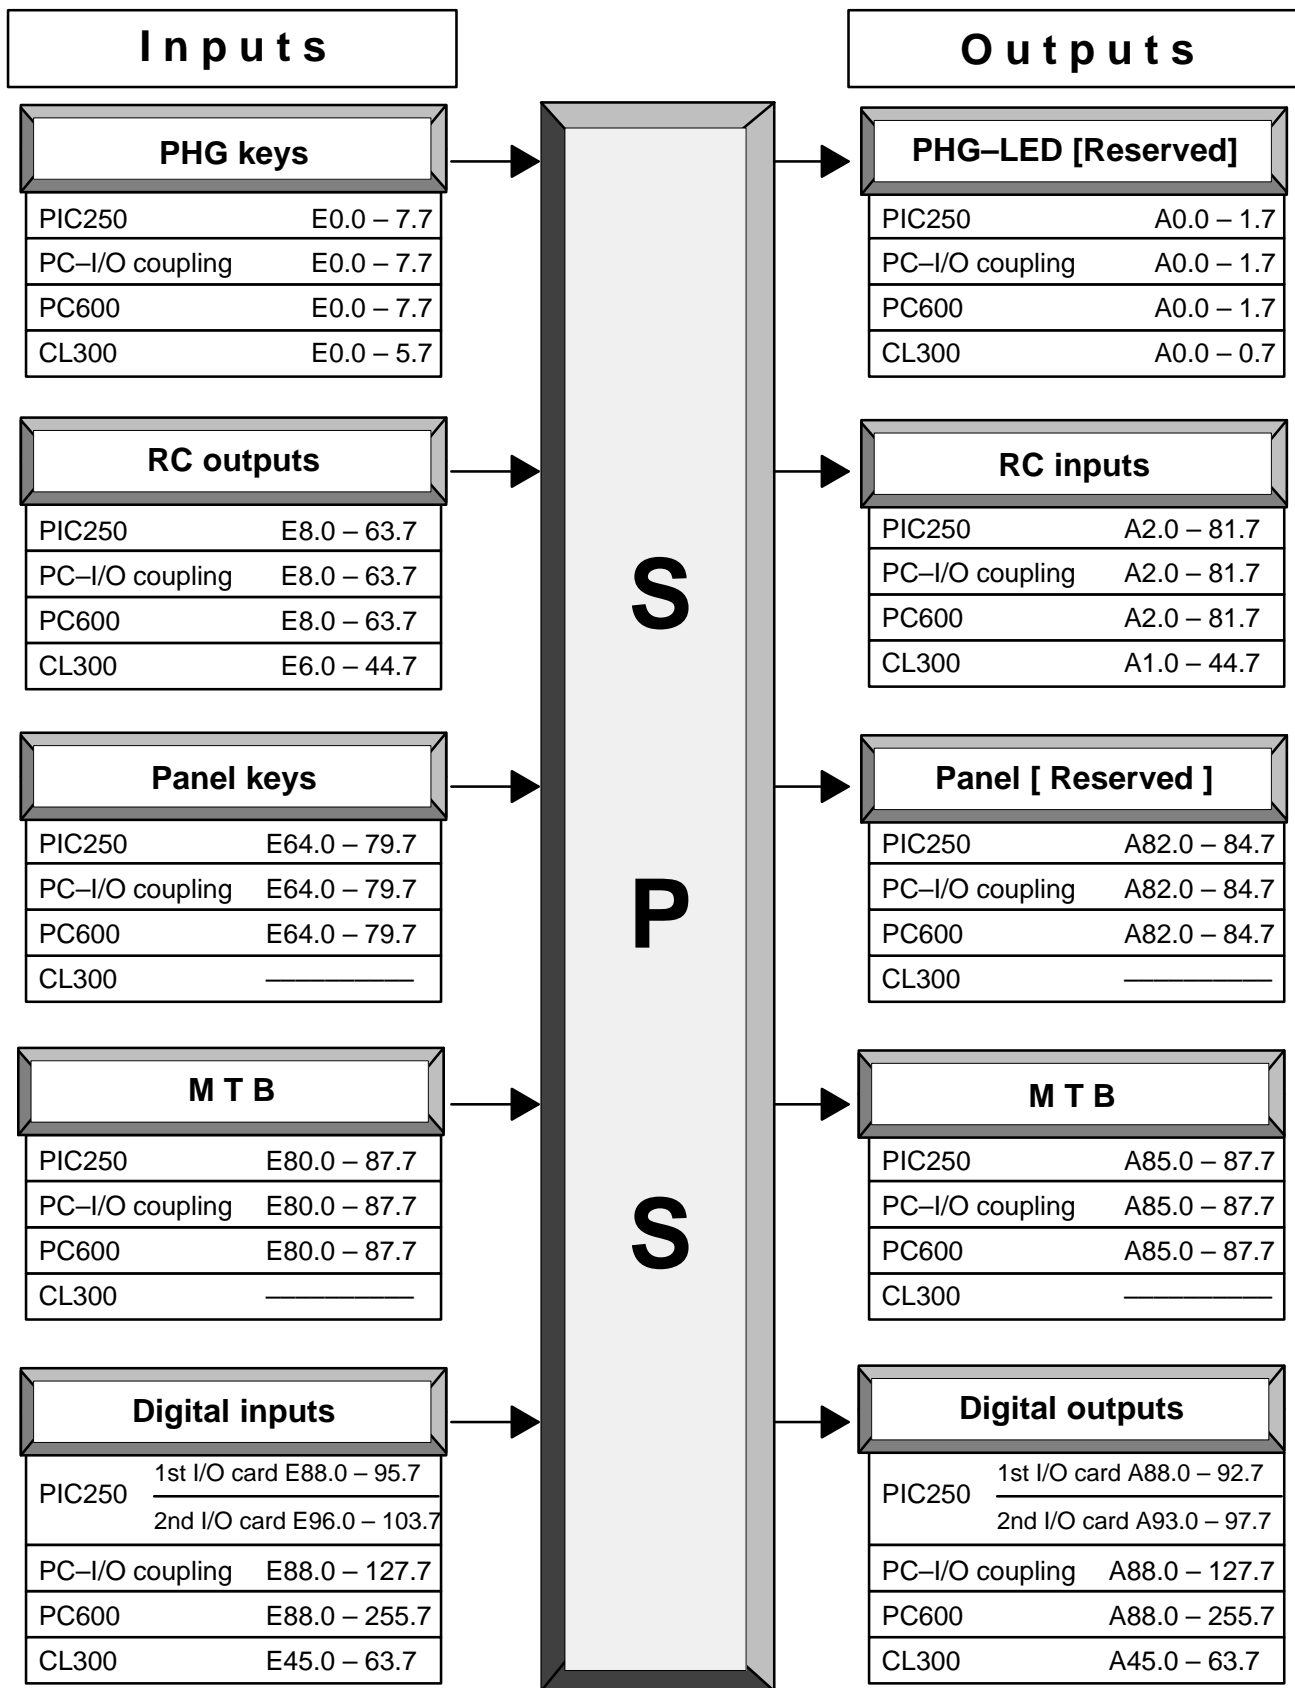 Inputs
PHG keys
PIC250 E0.0 – 7.7
PC–I/O coupling E0.0 – 7.7
PC600 E0.0 – 7.7
CL300 E0.0 – 5.7
RC outputs
PIC250 E8.0 – 63.7
PC–I/O coupling E8.0 – 63.7
PC600 E8.0 – 63.7
CL300 E6.0 – 44.7
Panel keys
PIC250 E64.0 – 79.7
PC–I/O coupling E64.0 – 79.7
PC600 E64.0 – 79.7
CL300 ––––––––––
M T B
PIC250 E80.0 – 87.7
PC–I/O coupling E80.0 – 87.7
PC600 E80.0 – 87.7
CL300 ––––––––––
Digital inputs
PIC250 1st I/O card E88.0 – 95.7
2nd I/O card E96.0 – 103.7
PC–I/O coupling E88.0 – 127.7
PC600 E88.0 – 255.7
CL300 E45.0 – 63.7
S
P
S
Outputs
PHG–LED [Reserved]
PIC250 A0.0 – 1.7
PC–I/O coupling A0.0 – 1.7
PC600 A0.0 – 1.7
CL300 A0.0 – 0.7
RC inputs
PIC250 A2.0 – 81.7
PC–I/O coupling A2.0 – 81.7
PC600 A2.0 – 81.7
CL300 A1.0 – 44.7
Panel [ Reserved ]
PIC250 A82.0 – 84.7
PC–I/O coupling A82.0 – 84.7
PC600 A82.0 – 84.7
CL300 ––––––––––
M T B
PIC250 A85.0 – 87.7
PC–I/O coupling A85.0 – 87.7
PC600 A85.0 – 87.7
CL300 ––––––––––
Digital outputs
PIC250 1st I/O card A88.0 – 92.7
2nd I/O card A93.0 – 97.7
PC–I/O coupling A88.0 – 127.7
PC600 A88.0 – 255.7
CL300 A45.0 – 63.7